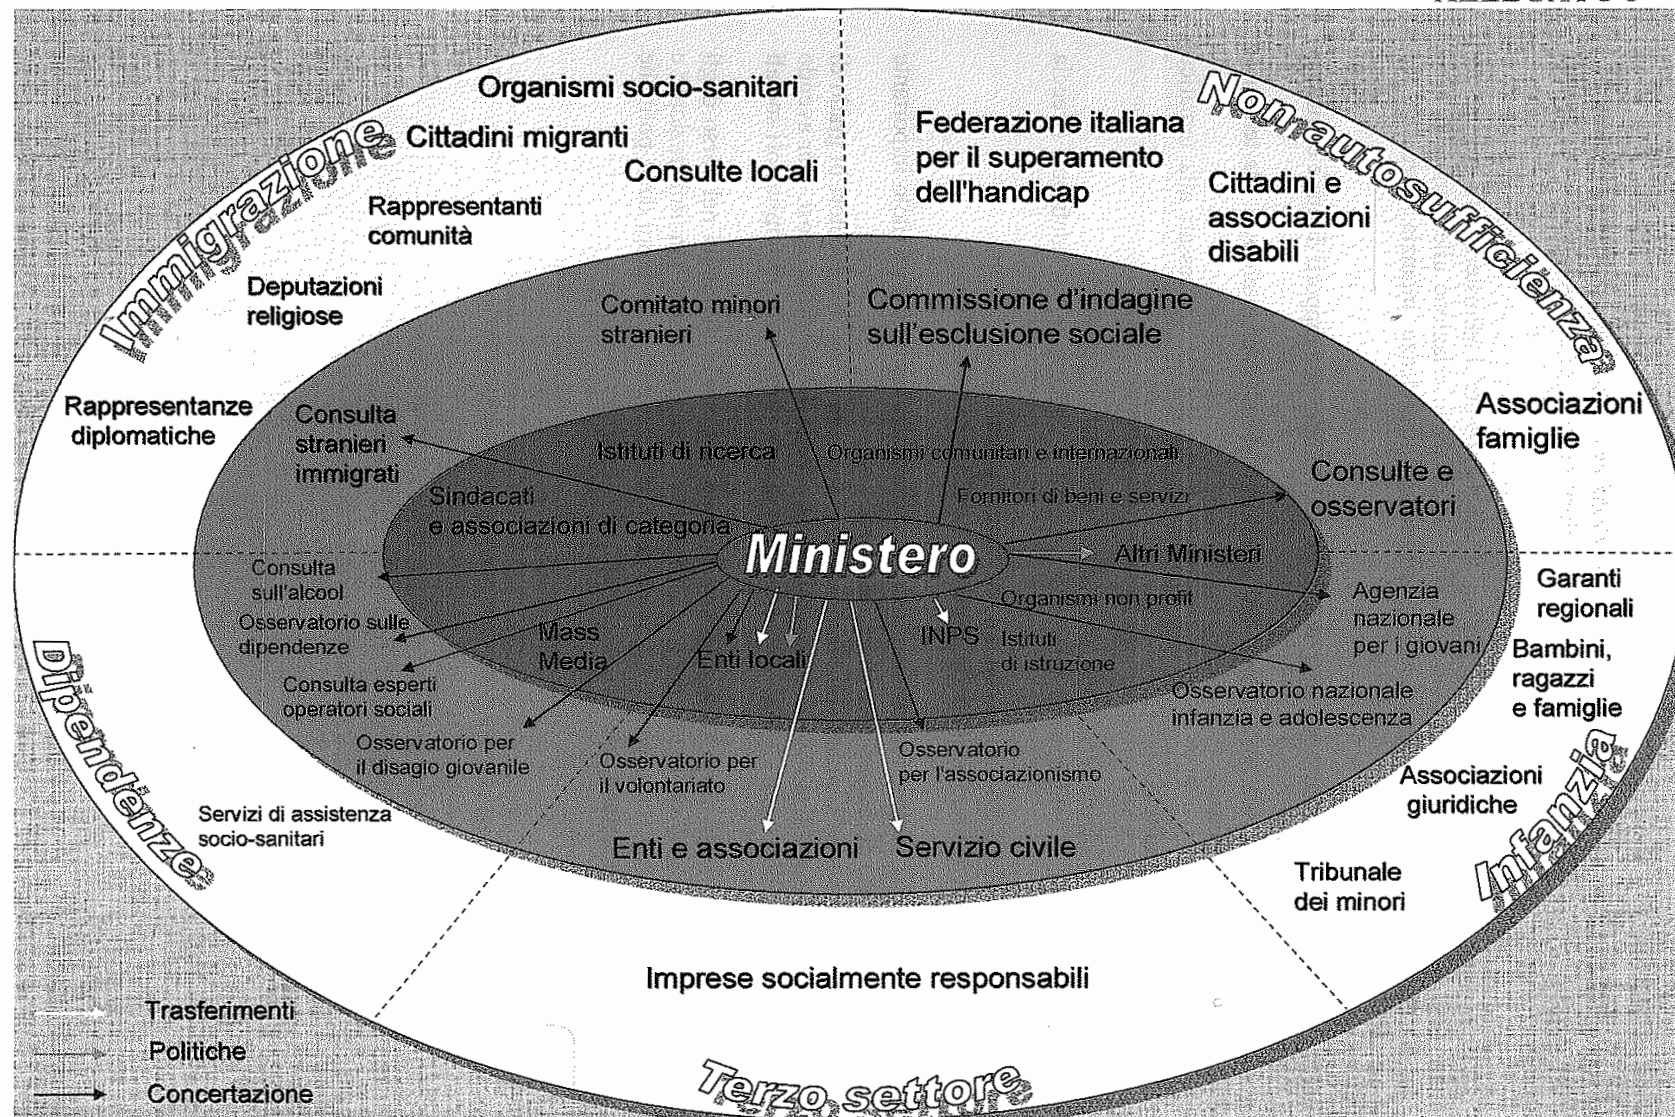 Organismi socio-sanitari
Immigrazione
Cittadini migranti
Consulte locali
Rappresentanti
comunità
Deputazioni
religiose
Rappresentanze
diplomatiche
Non autosufficienza
Federazione italiana
per il superamento
dell'handicap
Cittadini e
associazioni
disabili
Associazioni
famiglie
Comitato minori
stranieri
Commissione d'indagine
sull'esclusione sociale
Consulta
stranieri
immigrati
Consulte e
osservatori
Istituti di ricerca
Organismi comunitari e internazionali
Sindacati
e associazioni di categoria
Fornitori di beni e servizi
Ministero
Altri Ministeri
Organismi non profit
Mass
Media
Enti locali
INPS
Istituti
di istruzione
Consulta
sull'alcool
Osservatorio sulle
dipendenze
Consulta esperti
operatori sociali
Osservatorio per
il disagio giovanile
Osservatorio per
il volontariato
Osservatorio
per l'associazionismo
Osservatorio nazionale
infanzia e adolescenza
Agenzia
nazionale
per i giovani
Enti e associazioni
Servizio civile
Garanti
regionali
Bambini,
ragazzi
e famiglie
Associazioni
giuridiche
Tribunale
dei minori
Infanzia
Dipendenze
Servizi di assistenza
socio-sanitari
Imprese socialmente responsabili
Terzo settore
Trasferimenti
Politiche
Concertazione